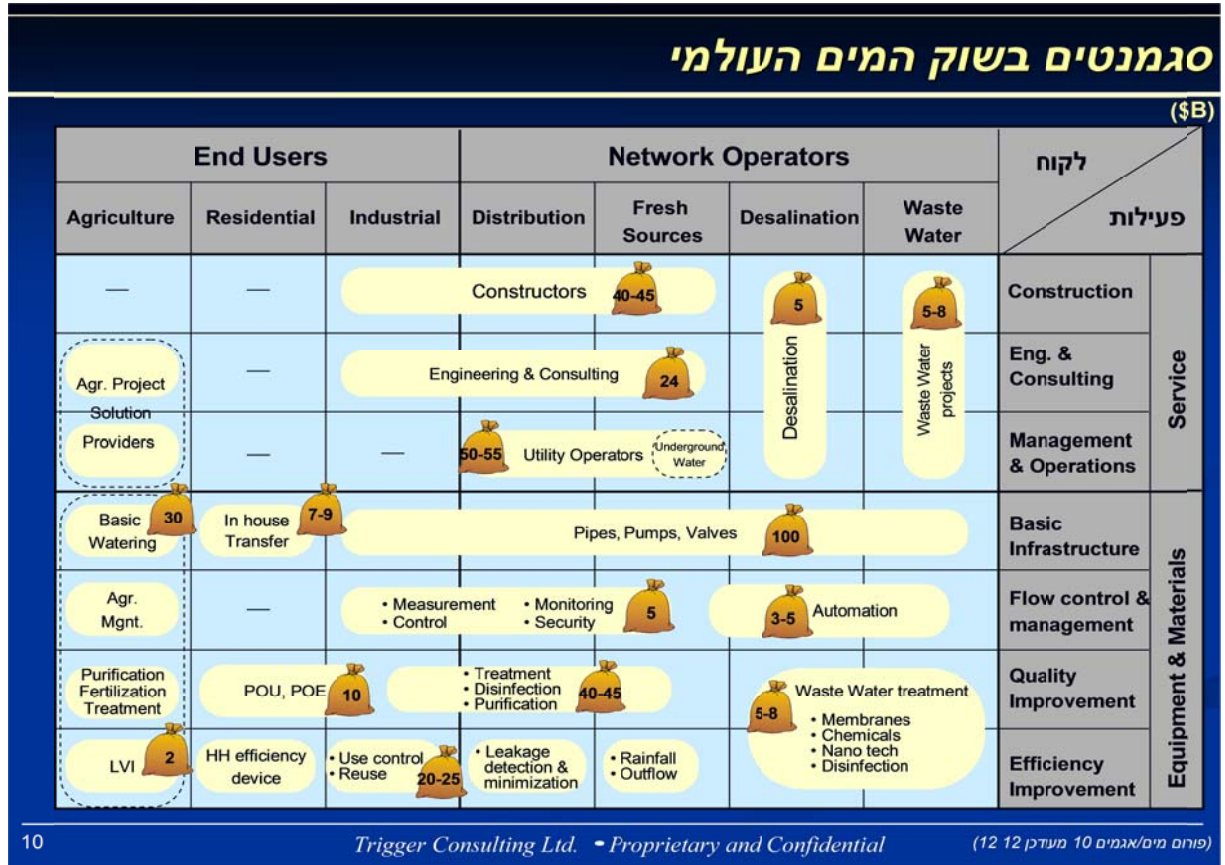 סגמנטים בשוק המים העולמי
($B)
End Users
Network Operators
לקוח
פעילות
Agriculture
Residential
Industrial
Distribution
Fresh
Sources
Desalination
Waste
Water
—
—
Constructors
40-45
5
5-8
Construction
Agr. Project
Solution
Providers
—
Engineering & Consulting
24
Desalination
Waste Water
projects
Eng. &
Consulting
Service
—
—
50-55
Utility Operators
Underground
Water
Management
& Operations
Basic
Watering
30
In house
Transfer
7-9
Pipes, Pumps, Valves
100
Basic
Infrastructure
Agr.
Mgnt.
—
• Measurement
• Control
• Monitoring
• Security
5
3-5
Automation
Flow control &
management
Equipment & Materials
Purification
Fertilization
Treatment
POU, POE
10
• Treatment
• Disinfection
• Purification
40-45
5-8
Waste Water treatment
• Membranes
• Chemicals
• Nano tech
• Disinfection
Quality
Improvement
LVI
2
HH efficiency
device
• Use control
• Reuse
20-25
• Leakage
detection &
minimization
• Rainfall
• Outflow
Efficiency
Improvement
10
Trigger Consulting Ltd. • Proprietary and Confidential
(פורום מים/אגמים 10 מעודכן 12 12)